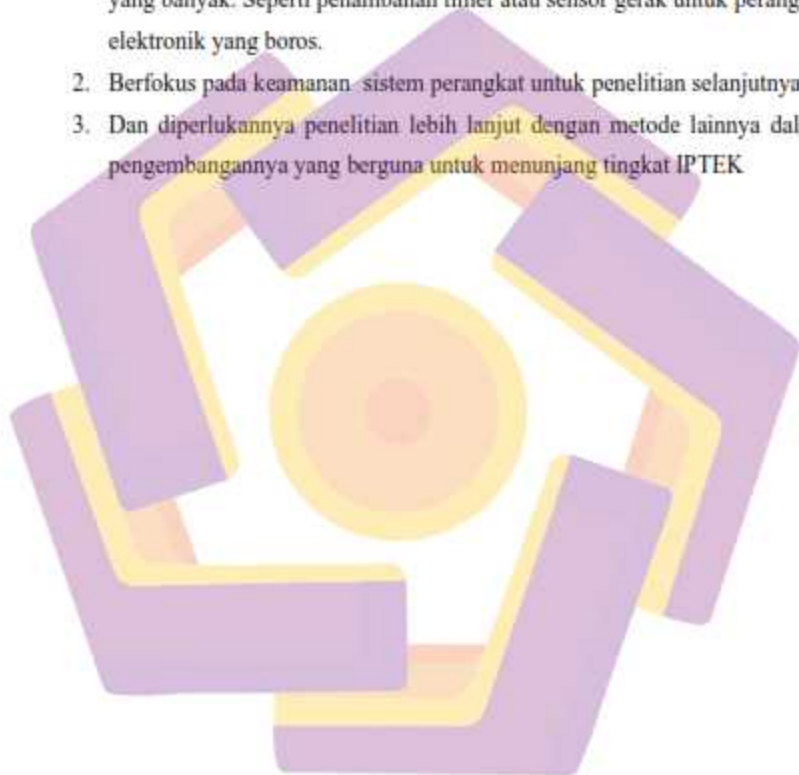 yang banyak. Seperti penambahan timer atau sensor gerak untuk perang
elektronik yang boros.
2. Berfokus pada keamanan sistem perangkat untuk penelitian selanjutnya
3. Dan diperlukannya penelitian lebih lanjut dengan metode lainnya dal
pengembangannya yang berguna untuk menunjang tingkat IPTEK